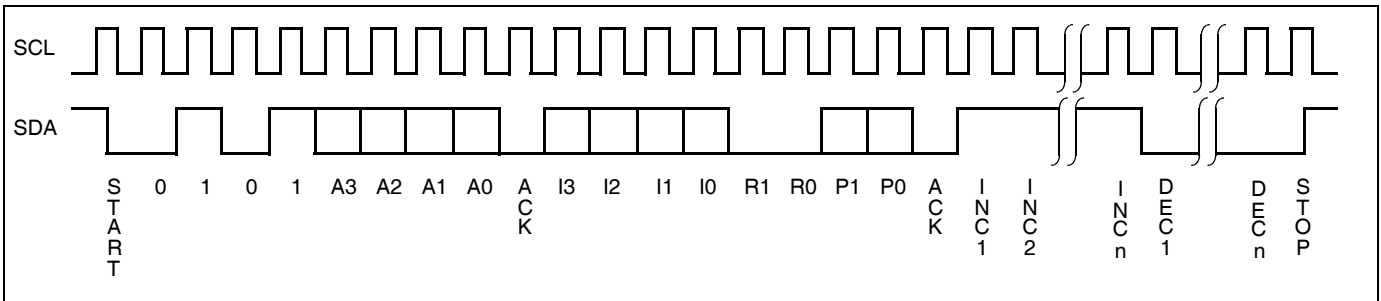 SCL
SDA
START 0 1 0 1 A3 A2 A1 A0 ACK I3 I2 I1 I0 R1 R0 P1 P0 ACK INC1 INC2 INCn DEC1 DECn STOP